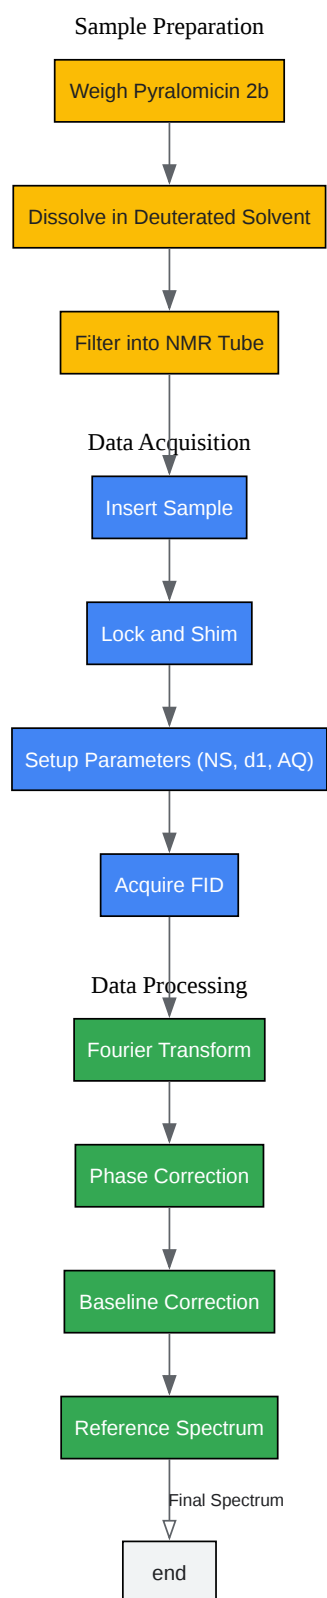 Sample Preparation
Weigh Pyralomicin 2b
Dissolve in Deuterated Solvent
Filter into NMR Tube
Data Acquisition
Insert Sample
Lock and Shim
Setup Parameters (NS, d1, AQ)
Acquire FID
Data Processing
Fourier Transform
Phase Correction
Baseline Correction
Reference Spectrum
Final Spectrum
end